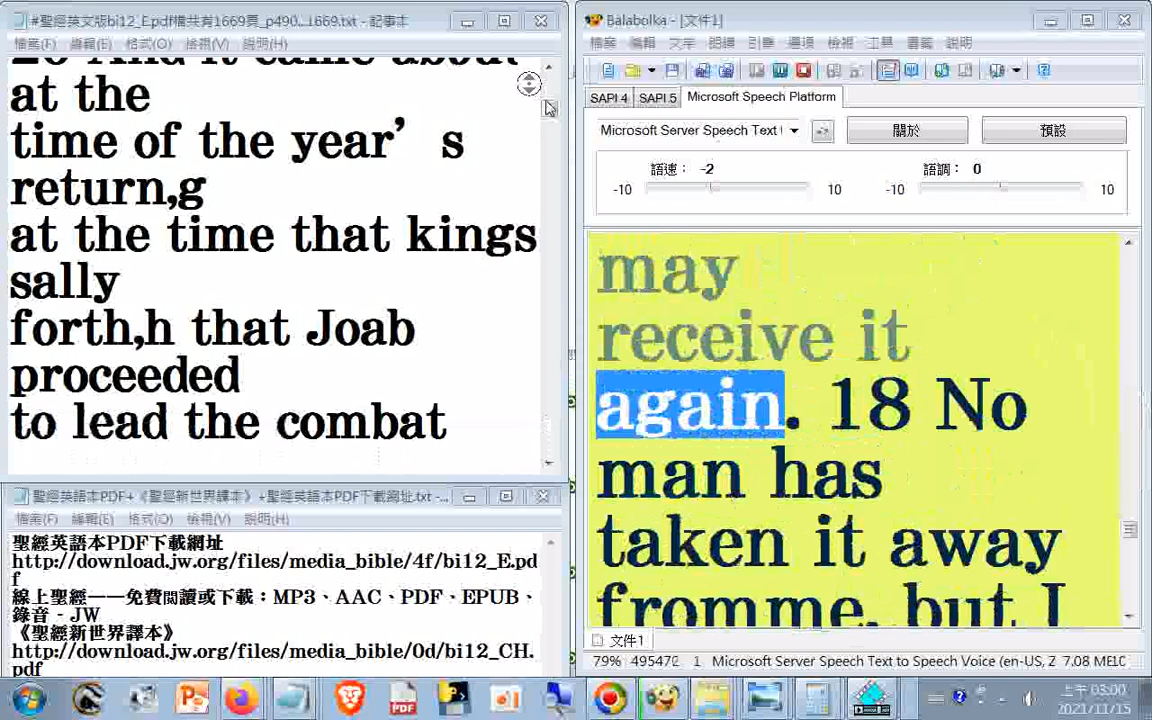 #聖經英文版bi12_E.pdf檔共有1669頁_p490...1669.txt - 記事本
檔案(F) 編輯(E) 格式(O) 檢視(V) 說明(H)
20 And it came about
at the
time of the year’s
return,g
at the time that kings
sally
forth,h that Joab
proceeded
to lead the combat
聖經英語本PDF+《聖經新世界譯本》+聖經英語本PDF下載網址.txt -...
檔案(F) 編輯(E) 格式(O) 檢視(V) 說明(H)
聖經英語本PDF下載網址
http://download.jw.org/files/media_bible/4f/bi12_E.pd
f
線上聖經——免費閱讀或下載：MP3、AAC、PDF、EPUB、
錄音 - JW
《聖經新世界譯本》
http://download.jw.org/files/media_bible/0d/bi12_CH.
pdf
Balabolka - [文件1]
檔案 編輯 文字 朗讀 引擎 選項 檢視 工具 書籤 說明
SAPI 4 SAPI 5 Microsoft Speech Platform
Microsoft Server Speech Text
關於 預設
語速： -2 語調： 0
-10 10 -10 10
may
receive it
again. 18 No
man has
taken it away
fromme, but I
文件1
79% 495472 1 Microsoft Server Speech Text to Speech Voice (en-US, Z 7.08
PDF
上午 03:00
2021/11/15